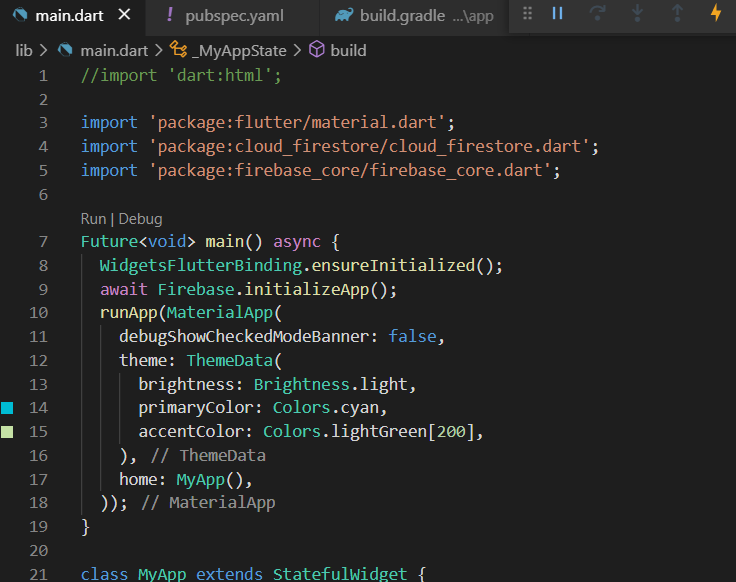 main.dart ! pubspec.yaml build.gradle ...\app
lib > main.dart > _MyAppState > build
1 //import 'dart:html';
2
3 import 'package:flutter/material.dart';
4 import 'package:cloud_firestore/cloud_firestore.dart';
5 import 'package:firebase_core/firebase_core.dart';
6
Run | Debug
7 Future<void> main() async {
8 WidgetsFlutterBinding.ensureInitialized();
9 await Firebase.initializeApp();
10 runApp(MaterialApp(
11 debugShowCheckedModeBanner: false,
12 theme: ThemeData(
13 brightness: Brightness.light,
14 primaryColor: Colors.cyan,
15 accentColor: Colors.lightGreen[200],
16 ), // ThemeData
17 home: MyApp(),
18 )); // MaterialApp
19 }
20
21 class MyApp extends StatefulWidget {